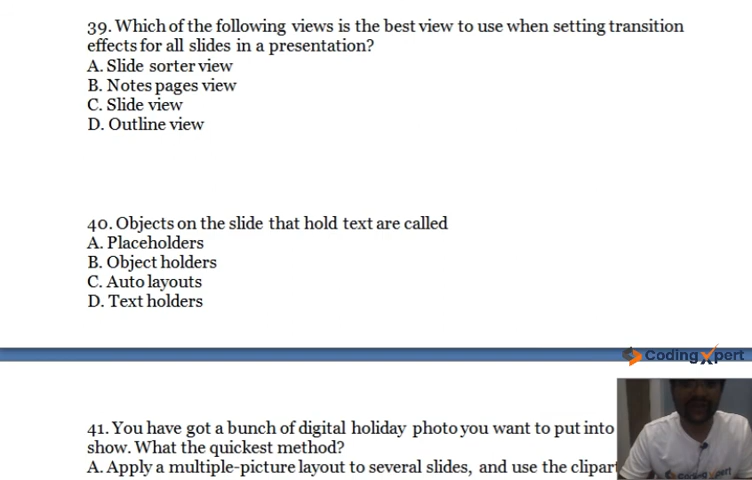 39. Which of the following views is the best view to use when setting transition
effects for all slides in a presentation?
A. Slide sorter view
B. Notes pages view
C. Slide view
D. Outline view
40. Objects on the slide that hold text are called
A. Placeholders
B. Object holders
C. Auto layouts
D. Text holders
CodingXpert
41. You have got a bunch of digital holiday photo you want to put into
show. What the quickest method?
A. Apply a multiple-picture layout to several slides, and use the clipart